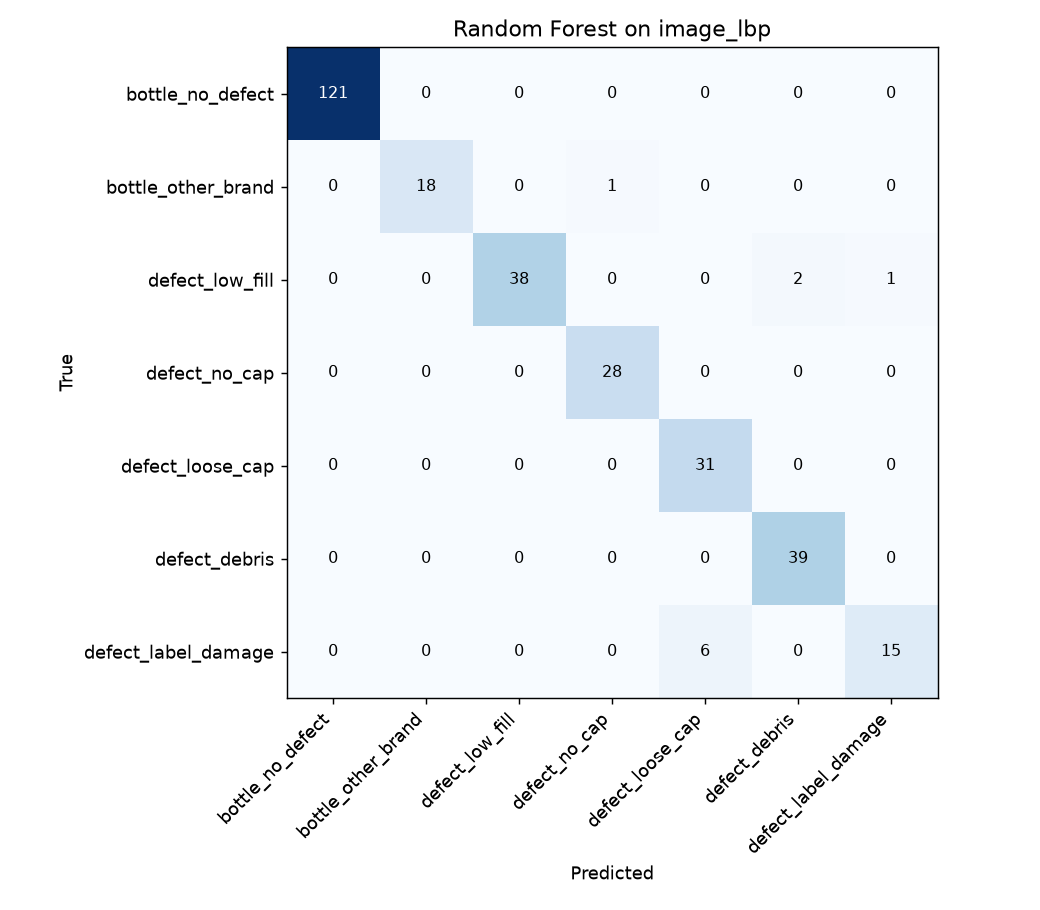 Random Forest on image_lbp
bottle_no_defect 121 0 0 0 0 0 0
bottle_other_brand 0 18 0 1 0 0 0
defect_low_fill 0 0 38 0 0 2 1
defect_no_cap 0 0 0 28 0 0 0
defect_loose_cap 0 0 0 0 31 0 0
defect_debris 0 0 0 0 0 39 0
defect_label_damage 0 0 0 0 6 0 15
True
bottle_no_defect
bottle_other_brand
defect_low_fill
defect_no_cap
defect_loose_cap
defect_debris
defect_label_damage
Predicted